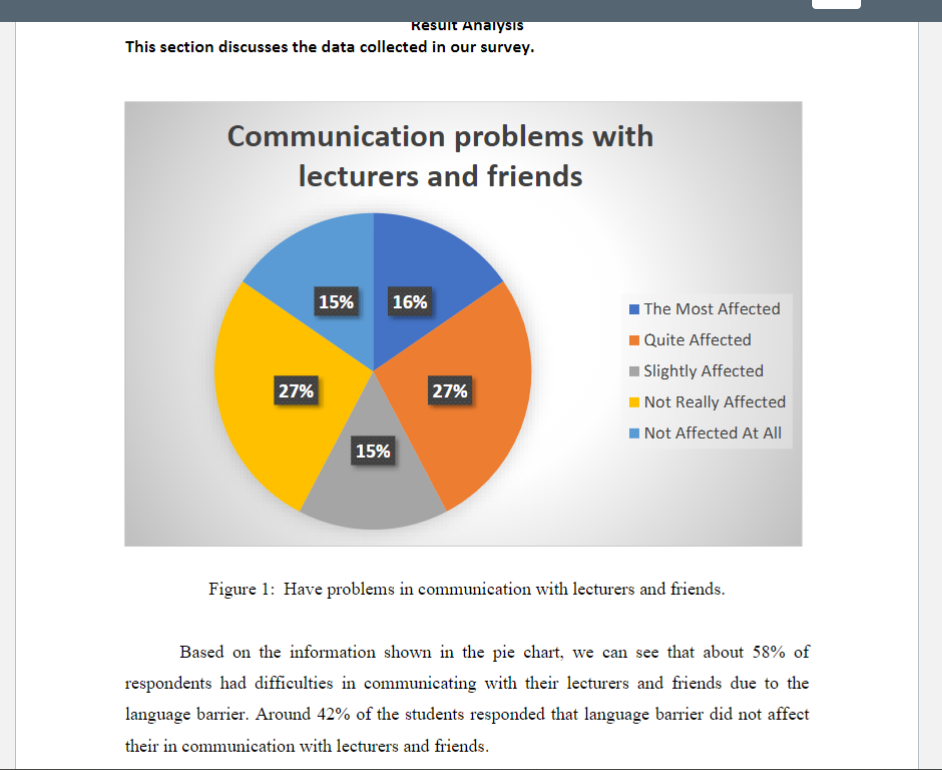 Result Analysis
This section discusses the data collected in our survey.
Communication problems with
lecturers and friends
15%
16%
27%
27%
15%
The Most Affected
Quite Affected
Slightly Affected
Not Really Affected
Not Affected At All
Figure 1: Have problems in communication with lecturers and friends.
Based on the information shown in the pie chart, we can see that about 58% of
respondents had difficulties in communicating with their lecturers and friends due to the
language barrier. Around 42% of the students responded that language barrier did not affect
their in communication with lecturers and friends.